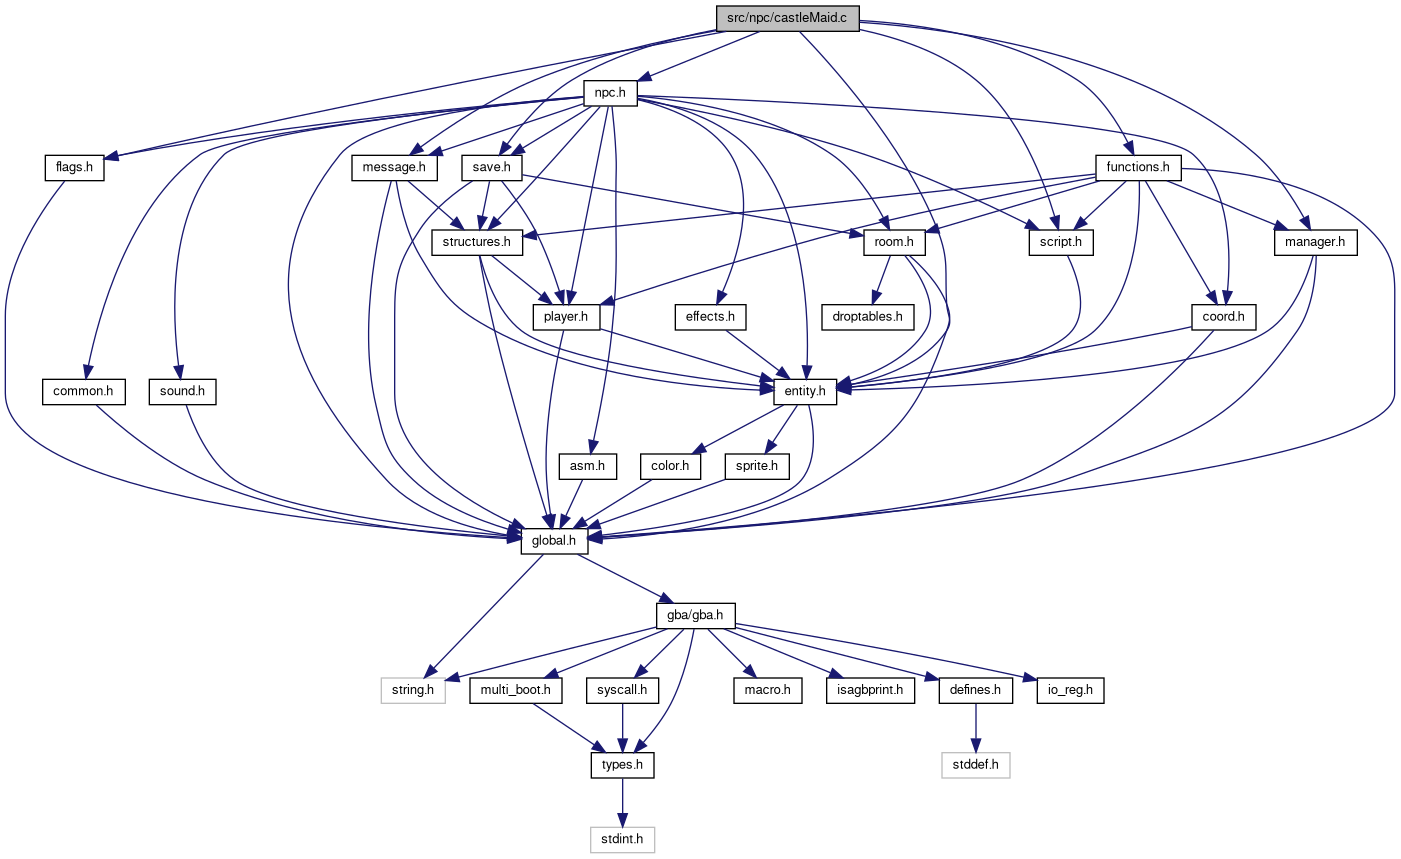 src/npc/castleMaid.c
npc.h
flags.h
message.h
save.h
functions.h
structures.h
room.h
script.h
manager.h
player.h
effects.h
droptables.h
coord.h
common.h
sound.h
entity.h
asm.h
color.h
sprite.h
global.h
gba/gba.h
string.h
multi_boot.h
syscall.h
macro.h
isagbprint.h
defines.h
io_reg.h
types.h
stddef.h
stdint.h